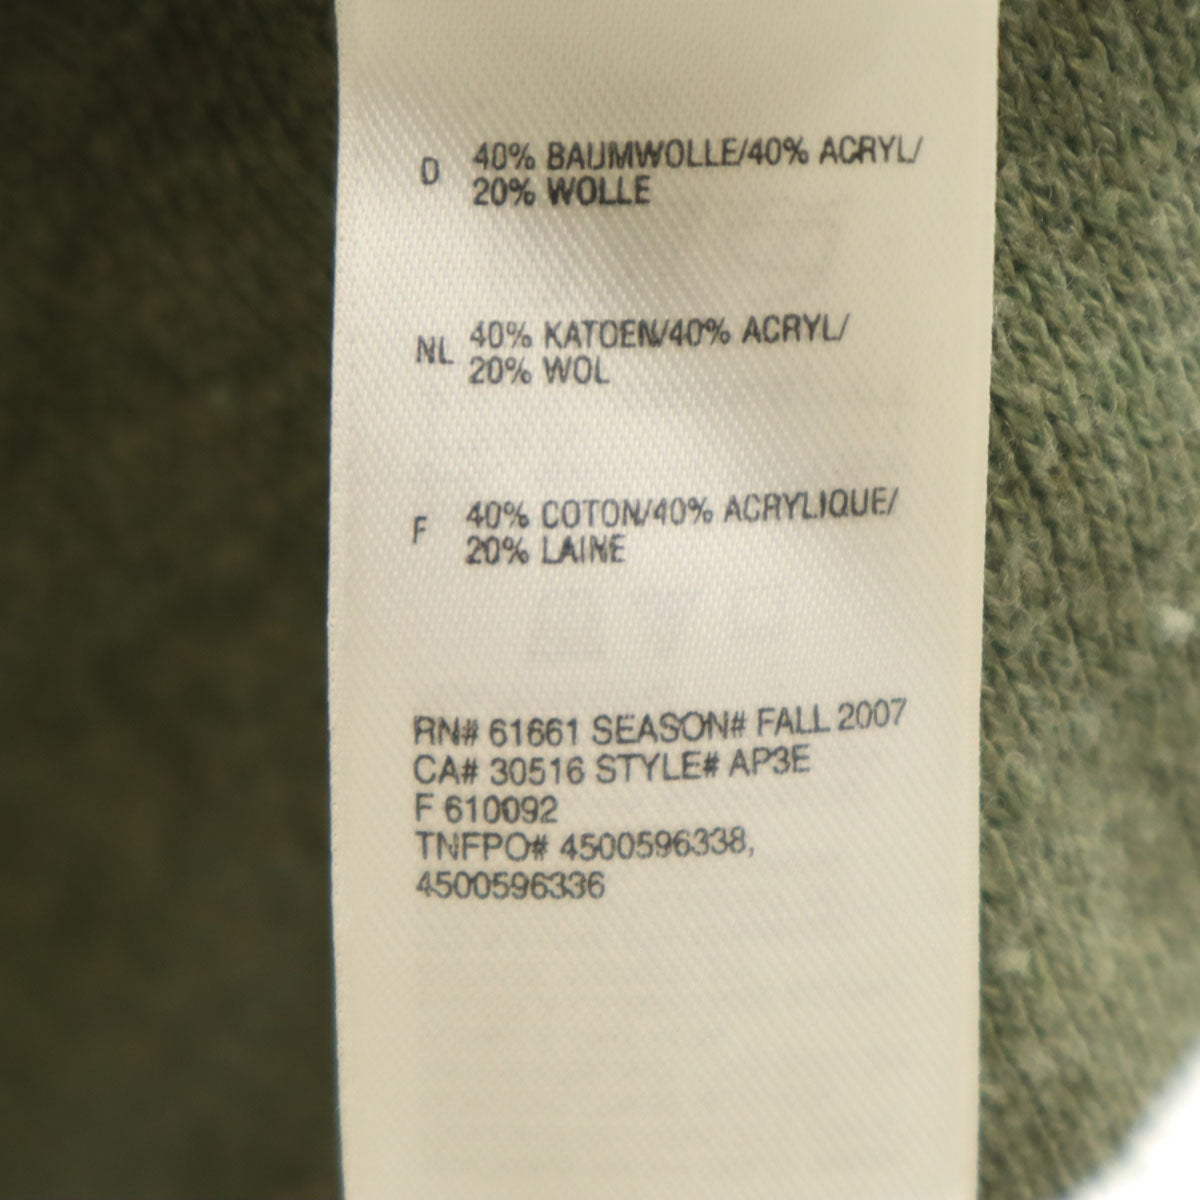 D 40% BAUMWOLLE/40% ACRYL/
20% WOLLE
NL 40% KATOEN/40% ACRYL/
20% WOL
F 40% COTON/40% ACRYLIQUE/
20% LAINE
RN# 61661 SEASON# FALL 2007
CA# 30516 STYLE# AP3E
F 610092
TNFPO# 4500596338,
4500596336